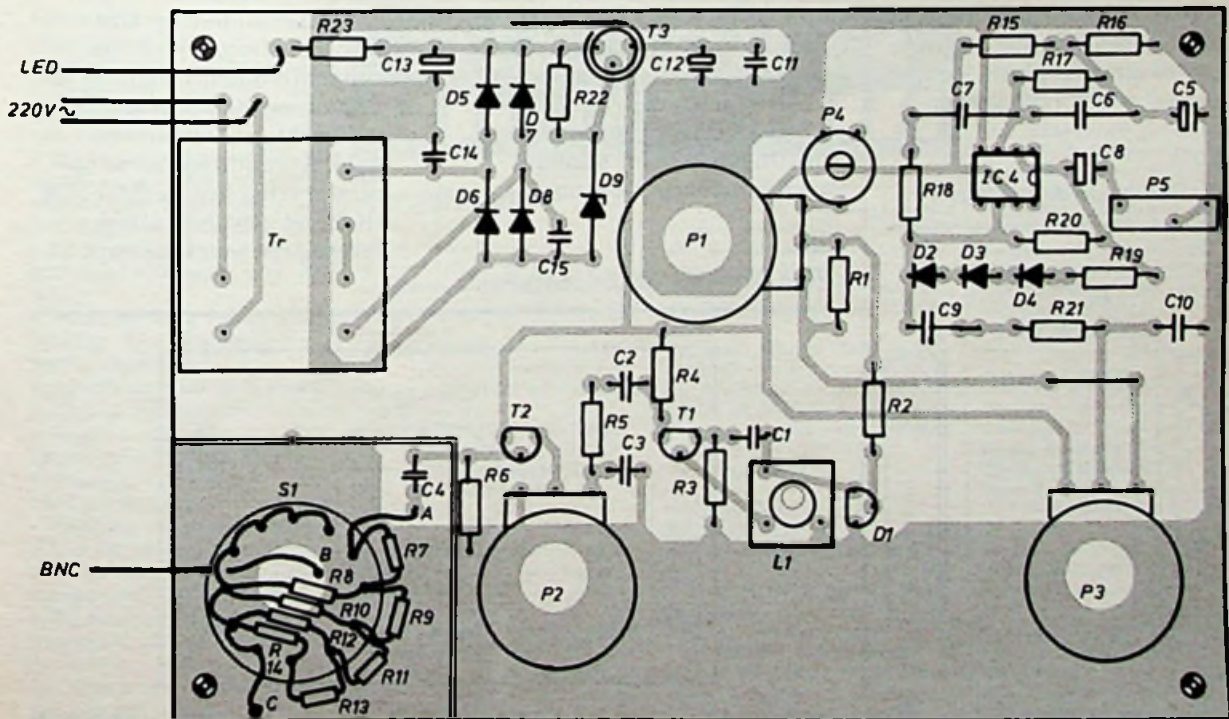 R23
T3
R15
R16
LED
C13
C12
C11
R17
D5
D
7
R22
C7
C6
C5
220V~
P4
C14
IC4
C8
R18
P5
D6
D8
D9
Tr
P1
R20
C15
R1
D2
D3
D4
R19
C9
R21
C10
C2
R4
R2
T2
R5
T1
C1
C3
R6
R3
C4
S1
A
D1
R7
B
L1
BNC
R8
P2
P3
R10
R9
R12
R
14
R11
R13
C